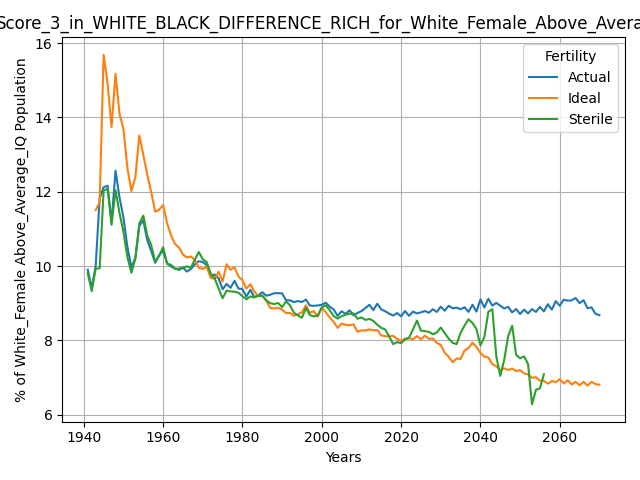 Score_3_in_WHITE_BLACK_DIFFERENCE_RICH_for_White_Female_Above_Avera
% of White_Female Above_Average_IQ Population
16
14
12
10
8
6
Fertility
Actual
Ideal
Sterile
1940 1960 1980 2000 2020 2040 2060
Years